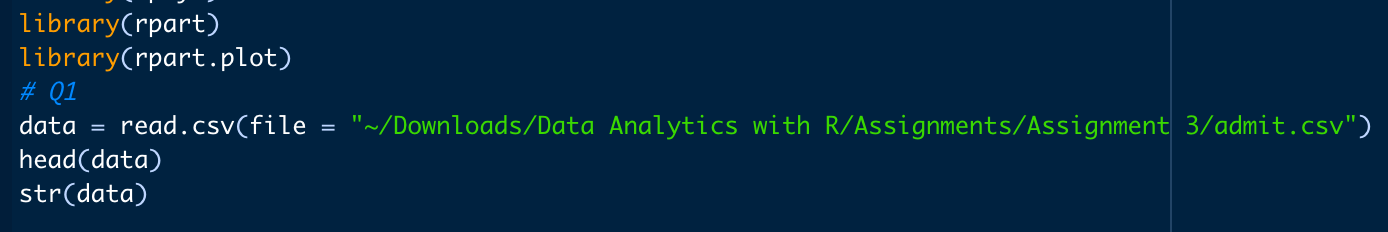 library(rpart)
library(rpart.plot)
# Q1
data = read.csv(file = "~/Downloads/Data Analytics with R/Assignments/Assignment 3/admit.csv")
head(data)
str(data)